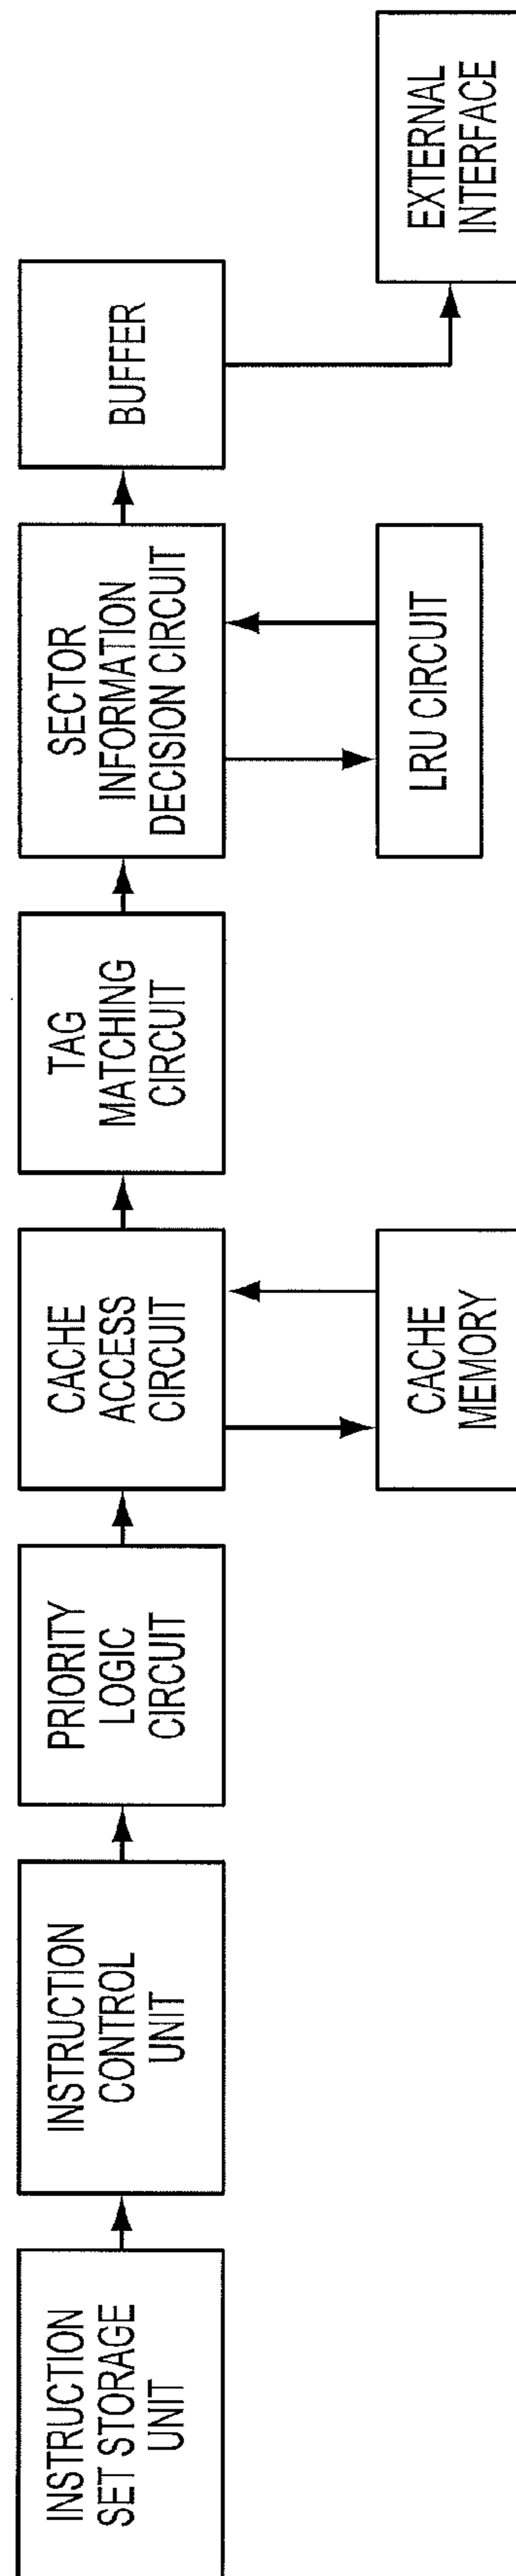 INSTRUCTION
SET STORAGE
UNIT
INSTRUCTION
CONTROL
UNIT
PRIORITY
LOGIC
CIRCUIT
CACHE
ACCESS
CIRCUIT
CACHE
MEMORY
TAG
MATCHING
CIRCUIT
SECTOR
INFORMATION
DECISION CIRCUIT
LRU CIRCUIT
BUFFER
EXTERNAL
INTERFACE